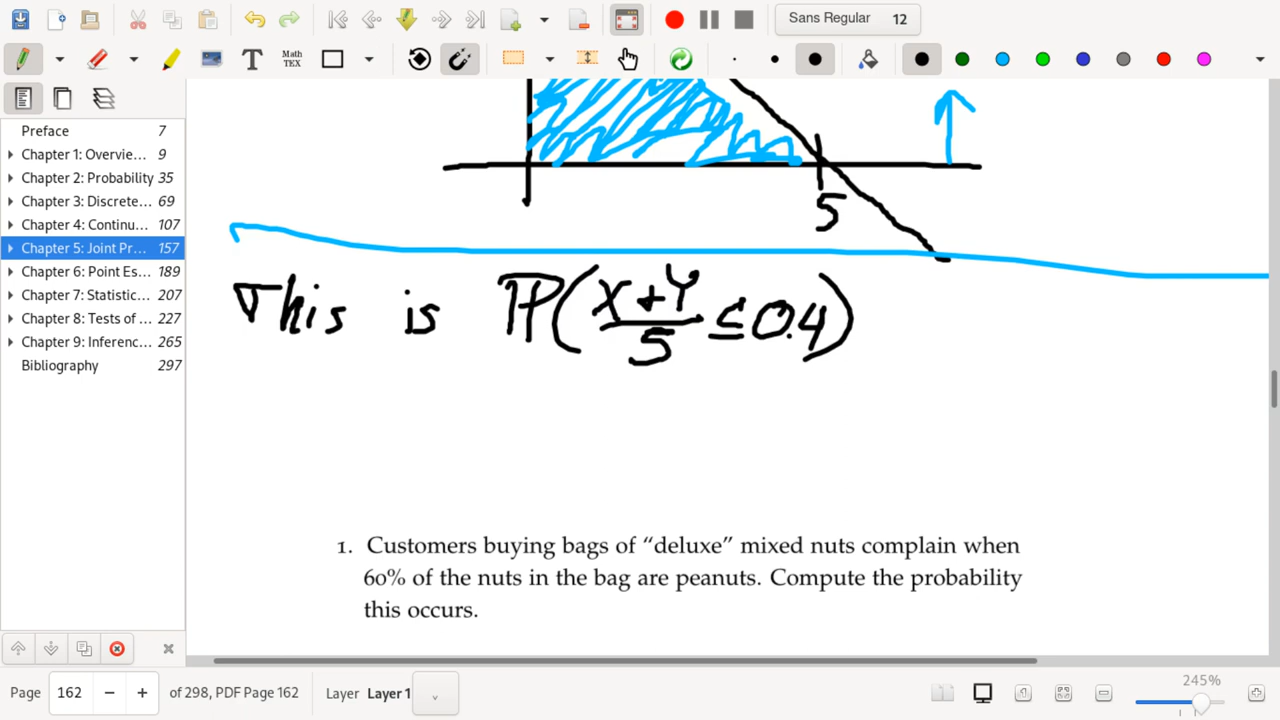 Sans Regular 12
T Math TEX
Preface 7
Chapter 1: Overvie... 9
Chapter 2: Probability 35
Chapter 3: Discrete... 69
Chapter 4: Continu... 107
Chapter 5: Joint Pr... 157
Chapter 6: Point Es... 189
Chapter 7: Statistic... 207
Chapter 8: Tests of ... 227
Chapter 9: Inferenc... 265
Bibliography 297
5
This is ℙ(X+Y/5 ≤ 0.4)
1. Customers buying bags of “deluxe” mixed nuts complain when
60% of the nuts in the bag are peanuts. Compute the probability
this occurs.
Page 162 of 298, PDF Page 162 Layer Layer 1 245%